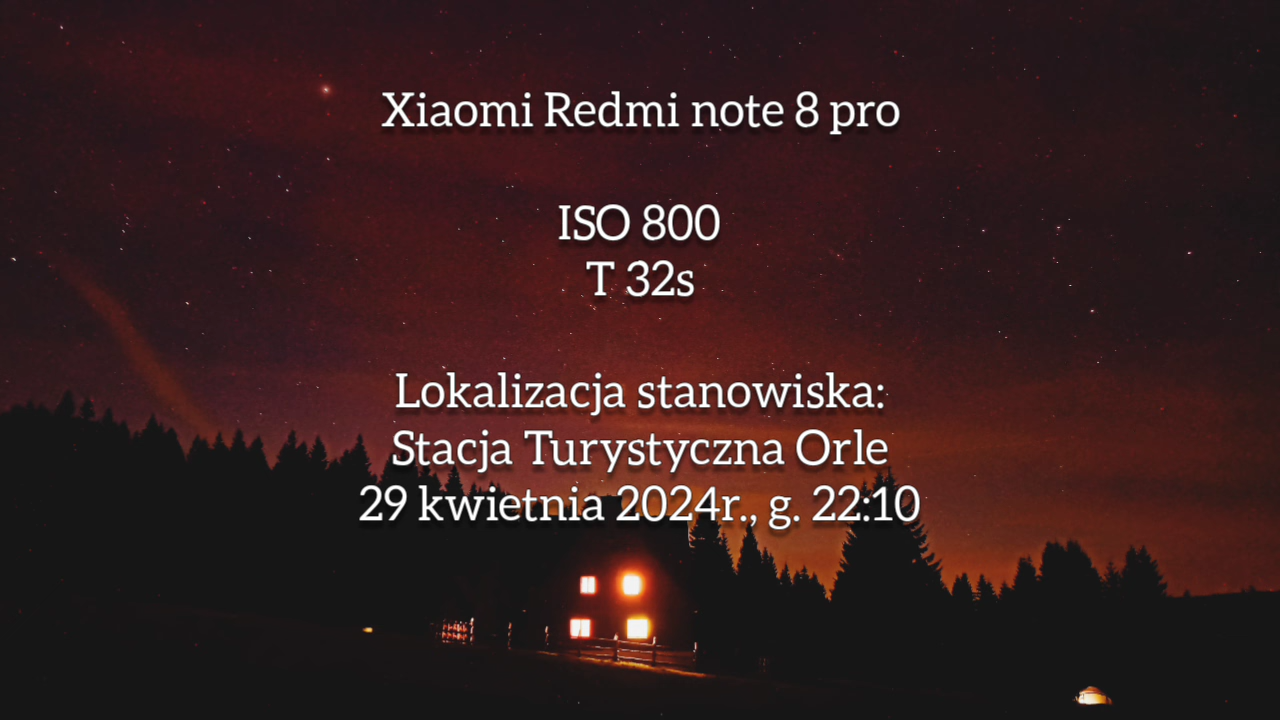 Xiaomi Redmi note 8 pro
ISO 800
T 32s
Lokalizacja stanowiska:
Stacja Turystyczna Orle
29 kwietnia 2024r., g. 22:10